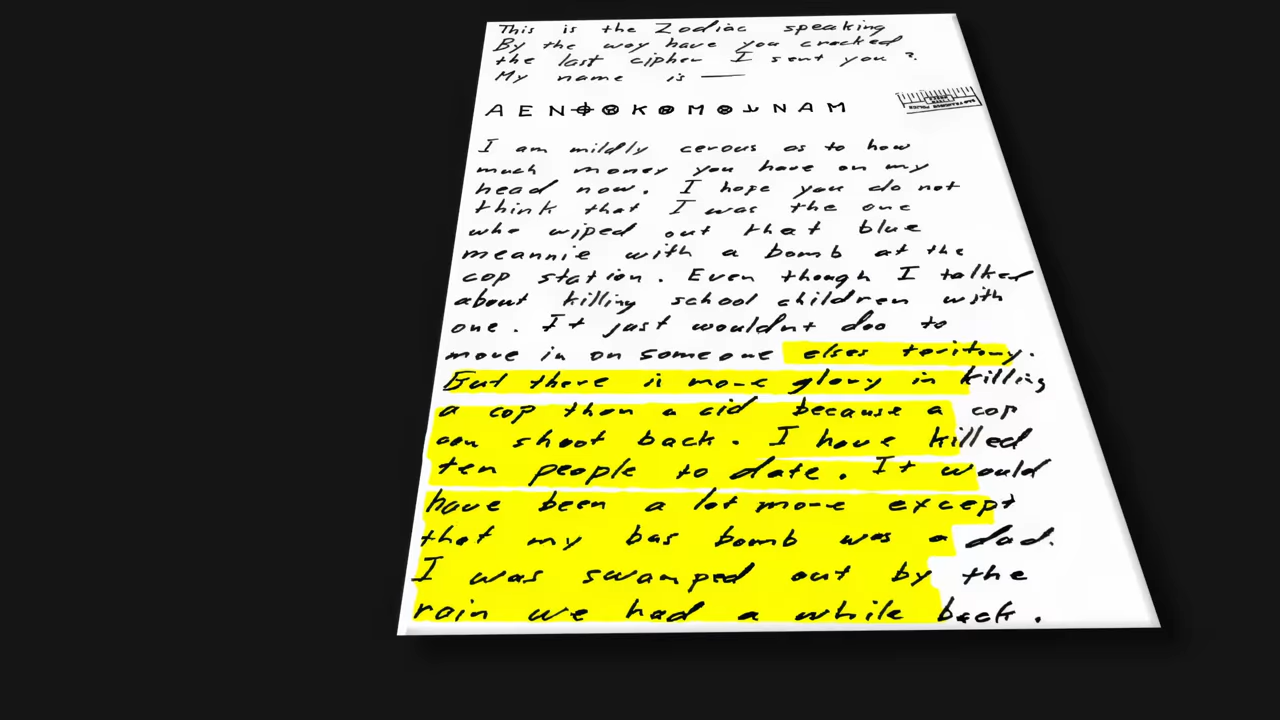 This is the Zodiac speaking
By the way have you cracked
the last cipher I sent you ?
My name is —
A E N ⌖ ⊗ K ⊗ M ⊗ ⅃ N A M
I am mildly cerous as to how
much money you have on my
head now. I hope you do not
think that I was the one
who wiped out that blue
meannie with a bomb at the
cop station. Even though I talked
about killing school children with
one. It just wouldnt doo to
move in on someone elses teritory.
But there is more glory in killing
a cop than a cid because a cop
can shoot back. I have killed
ten people to date. It would
have been a lot more except
that my bus bomb was a dud.
I was swamped out by the
rain we had a while back.